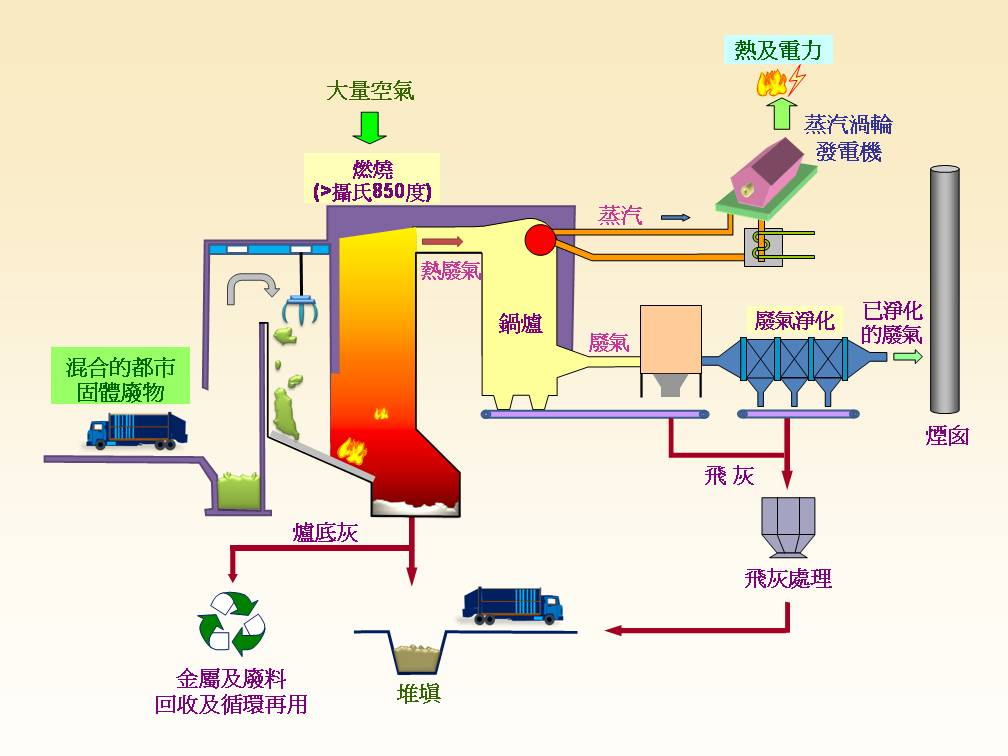 熱及電力
大量空氣
蒸汽渦輪
發電機
燃燒
(>攝氏850度)
蒸汽
熱廢氣
鍋爐
廢氣
廢氣淨化
已淨化
的廢氣
混合的都市
固體廢物
煙囪
飛 灰
爐底灰
飛灰處理
金屬及廢料
回收及循環再用
堆填